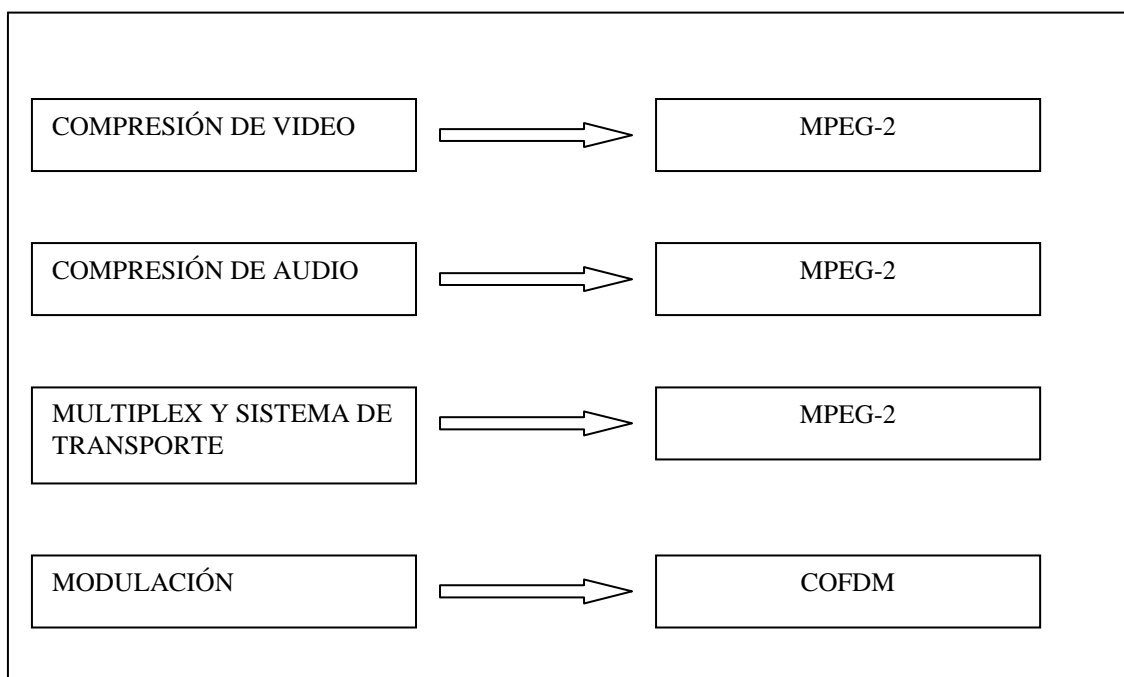 COMPRESIÓN DE VIDEO
MPEG-2
COMPRESIÓN DE AUDIO
MPEG-2
MULTIPLEX Y SISTEMA DE
TRANSPORTE
MPEG-2
MODULACIÓN
COFDM